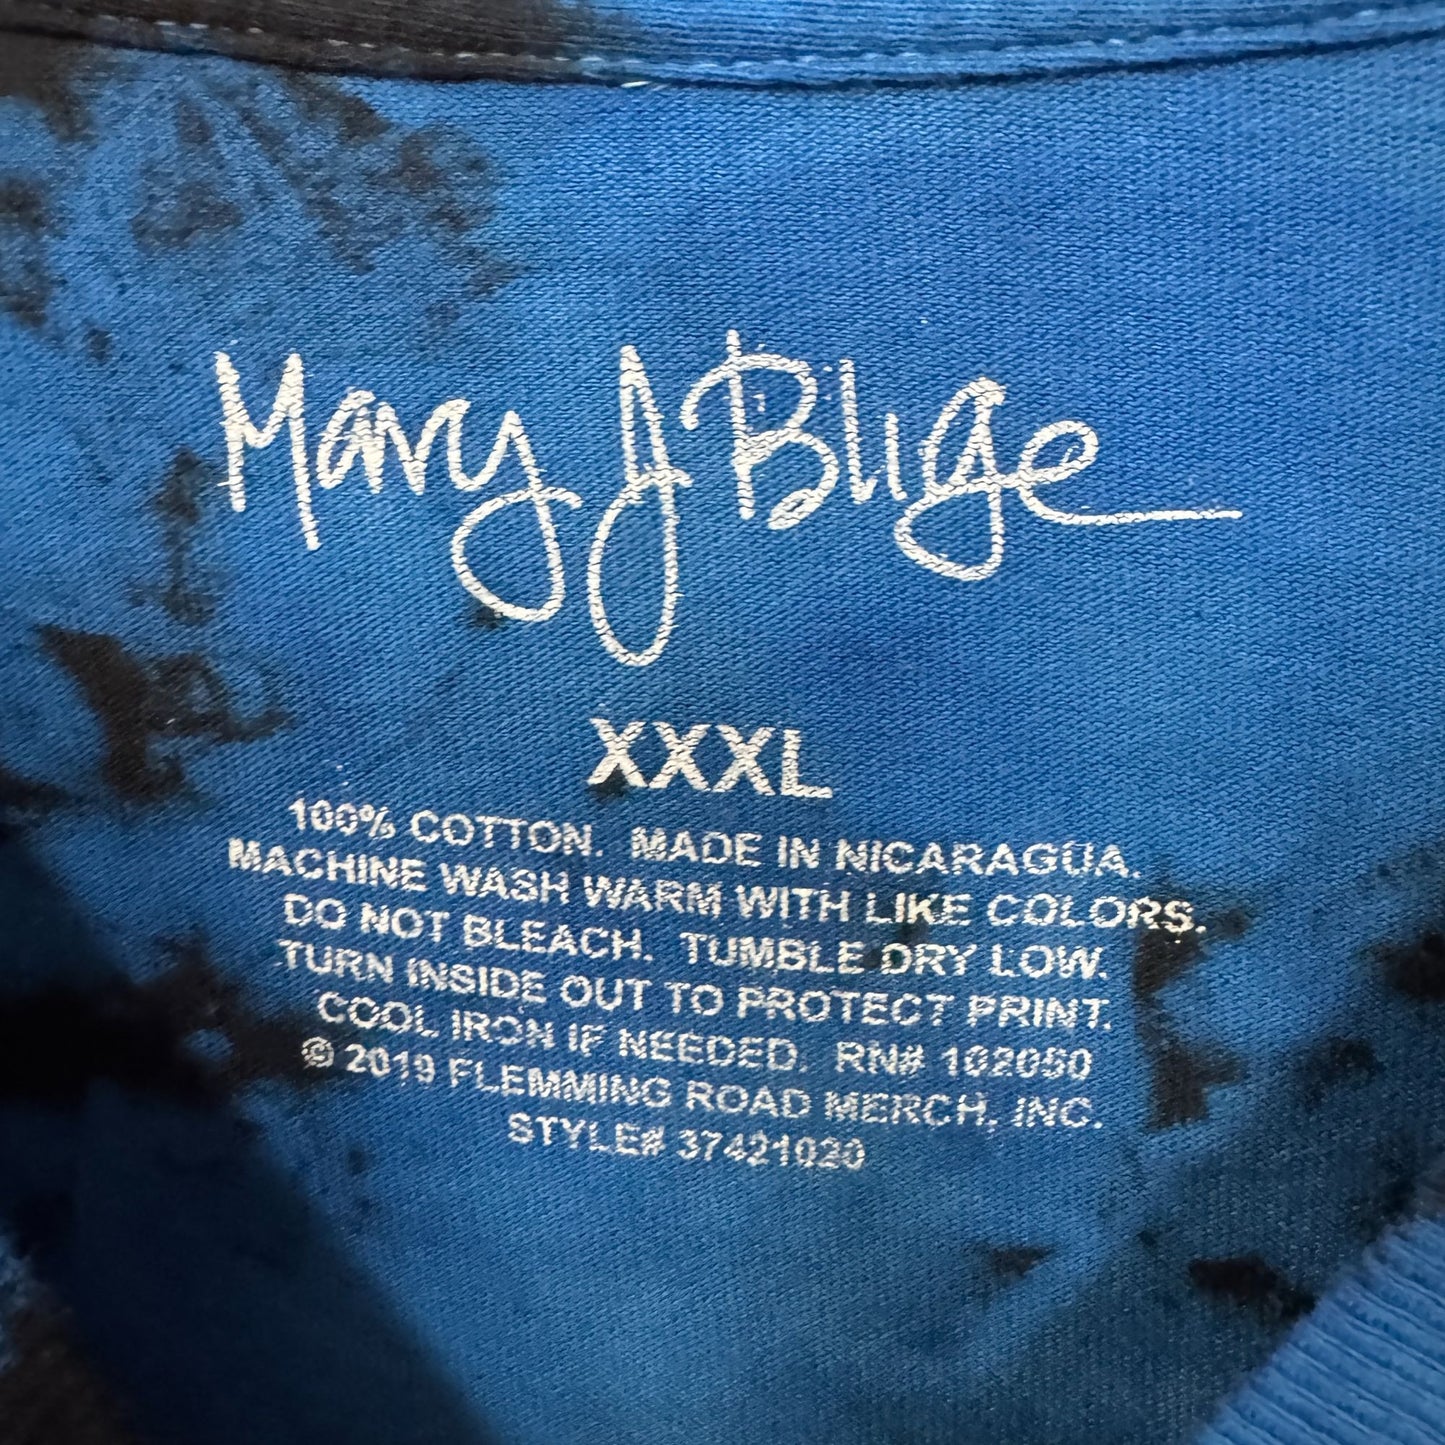 Mary J Blige
XXXL
100% COTTON. MADE IN NICARAGUA.
MACHINE WASH WARM WITH LIKE COLORS.
DO NOT BLEACH. TUMBLE DRY LOW.
TURN INSIDE OUT TO PROTECT PRINT.
COOL IRON IF NEEDED. RN# 102050
© 2019 FLEMMING ROAD MERCH, INC.
STYLE# 37421020